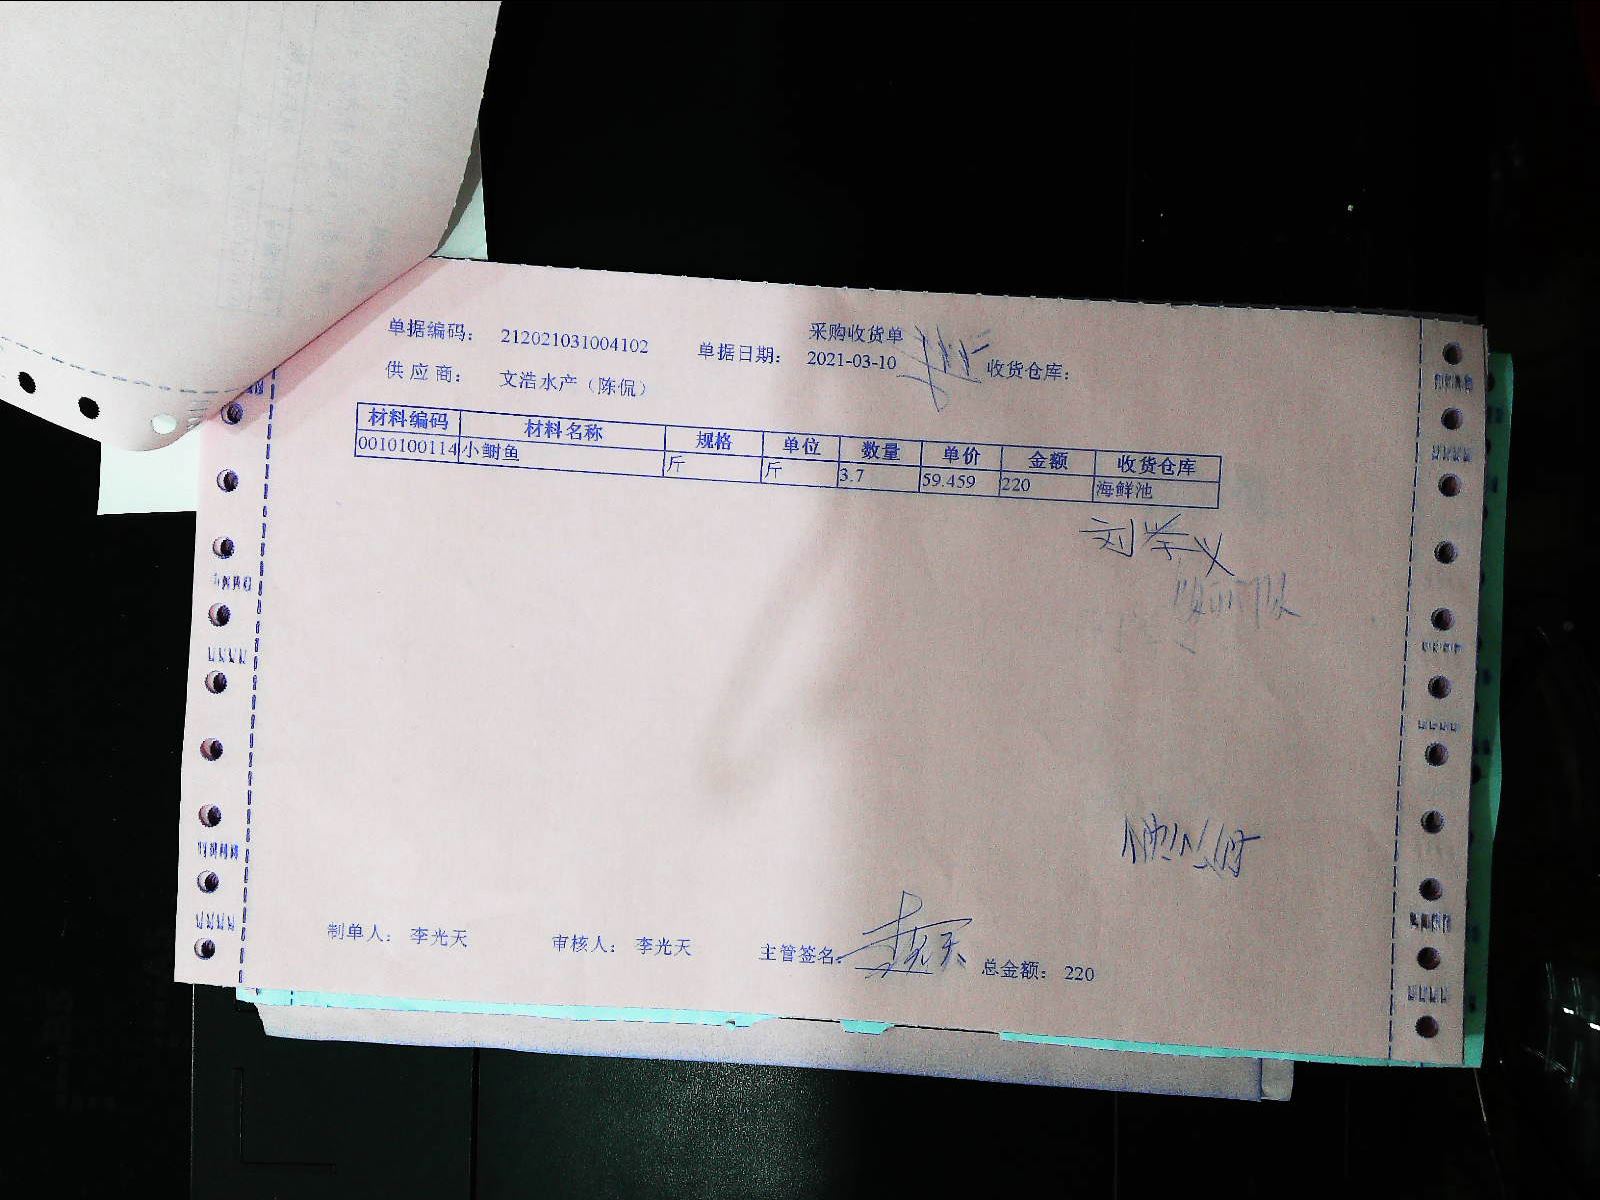 采购收货单
单据编码: 212021031004102 单据日期: 2021-03-10 收货仓库:
供应商: 文浩水产（陈侃）
材料编码 材料名称 规格 单位 数量 单价 金额 收货仓库
0010100114 小鲥鱼 斤 斤 3.7 59.459 220 海鲜池
制单人: 李光天 审核人: 李光天 主管签名: 李光天 总金额: 220